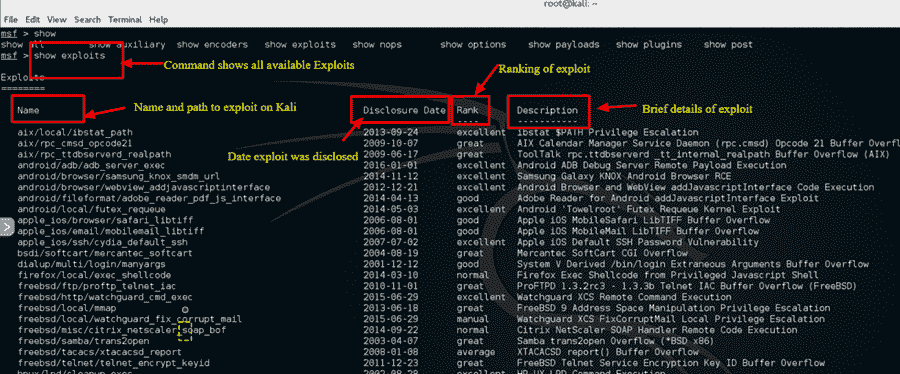 root@kali: ~
File Edit View Search Terminal Help
msf > show
show all show auxiliary show encoders show exploits show nops show options show payloads show plugins show post
msf > show exploits
Command shows all available Exploits
Ranking of exploit
Exploits
========
Name Disclosure Date Rank Description
---- -----------
Name and path to exploit on Kali
Brief details of exploit
Date exploit was disclosed
aix/local/ibstat_path 2013-09-24 excellent ibstat $PATH Privilege Escalation
aix/rpc_cmsd_opcode21 2009-10-07 great AIX Calendar Manager Service Daemon (rpc.cmsd) Opcode 21 Buffer Overflow
aix/rpc_ttdbserverd_realpath 2009-06-17 great ToolTalk rpc.ttdbserverd _tt_internal_realpath Buffer Overflow (AIX)
android/adb/adb_server_exec 2016-01-01 excellent Android ADB Debug Server Remote Payload Execution
android/browser/samsung_knox_smdm_url 2014-11-12 excellent Samsung Galaxy KNOX Android Browser RCE
android/browser/webview_addjavascriptinterface 2012-12-21 excellent Android Browser and WebView addJavascriptInterface Code Execution
android/fileformat/adobe_reader_pdf_js_interface 2014-04-13 good Adobe Reader for Android addJavascriptInterface Exploit
android/local/futex_requeue 2014-05-03 excellent Android 'Towelroot' Futex Requeue Kernel Exploit
apple_ios/browser/safari_libtiff 2006-08-01 good Apple iOS MobileSafari LibTIFF Buffer Overflow
apple_ios/email/mobilemail_libtiff 2006-08-01 good Apple iOS MobileMail LibTIFF Buffer Overflow
apple_ios/ssh/cydia_default_ssh 2007-07-02 excellent Apple iOS Default SSH Password Vulnerability
bsdi/softcart/mercantec_softcart 2004-08-19 great Mercantec SoftCart CGI Overflow
dialup/multi/login/manyargs 2001-12-12 good System V Derived /bin/login Extraneous Arguments Buffer Overflow
firefox/local/exec_shellcode 2014-03-10 normal Firefox Exec Shellcode from Privileged Javascript Shell
freebsd/ftp/proftp_telnet_iac 2010-11-01 great ProFTPD 1.3.2rc3 - 1.3.3b Telnet IAC Buffer Overflow (FreeBSD)
freebsd/http/watchguard_cmd_exec 2015-06-29 excellent Watchguard XCS Remote Command Execution
freebsd/local/mmap 2013-06-18 great FreeBSD 9 Address Space Manipulation Privilege Escalation
freebsd/local/watchguard_fix_corrupt_mail 2015-06-29 manual Watchguard XCS FixCorruptMail Local Privilege Escalation
freebsd/misc/citrix_netscaler_soap_bof 2014-09-22 normal Citrix NetScaler SOAP Handler Remote Code Execution
freebsd/samba/trans2open 2003-04-07 great Samba trans2open Overflow (*BSD x86)
freebsd/tacacs/xtacacsd_report 2008-01-08 average XTACACSD report() Buffer Overflow
freebsd/telnet/telnet_encrypt_keyid 2011-12-23 great FreeBSD Telnet Service Encryption Key ID Buffer Overflow
hpux/lpd/cleanup_exec 2002-08-28 excellent HP-UX LPD Command Execution